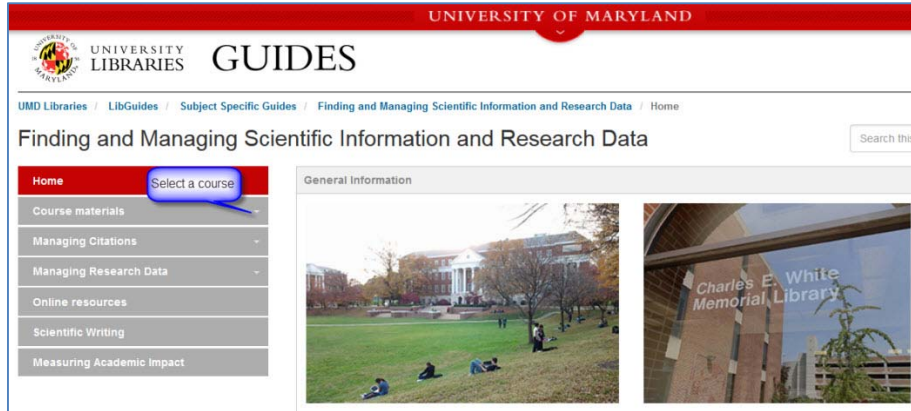 UNIVERSITY OF MARYLAND
UNIVERSITY
LIBRARIES
GUIDES
UMD Libraries / LibGuides / Subject Specific Guides / Finding and Managing Scientific Information and Research Data / Home
Finding and Managing Scientific Information and Research Data
Search this
Home
Select a course
General Information
Course materials
Managing Citations
Managing Research Data
Online resources
Scientific Writing
Measuring Academic Impact
Charles E. White
Memorial Library